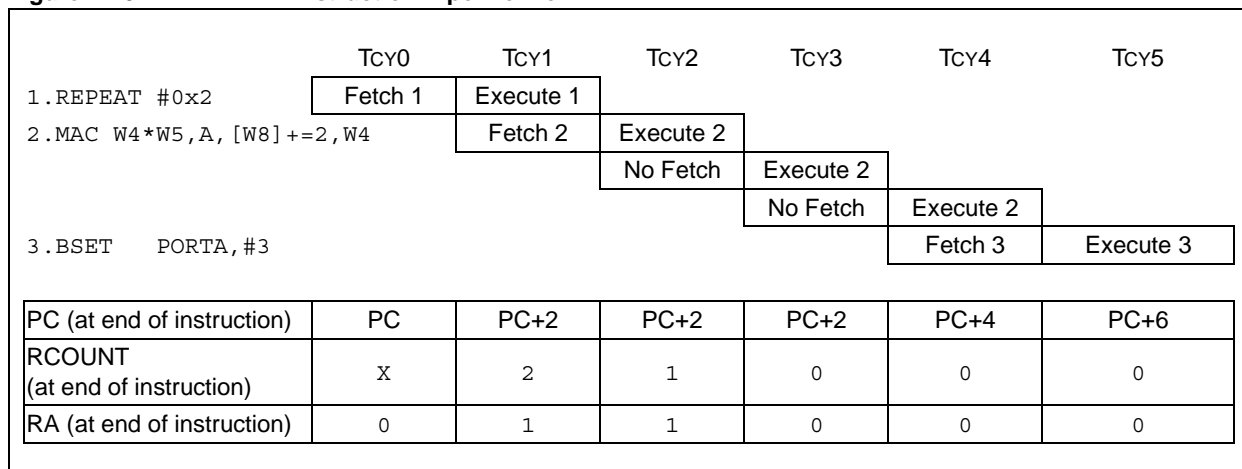 TCY0 TCY1 TCY2 TCY3 TCY4 TCY5
1.REPEAT #0x2 Fetch 1 Execute 1
2.MAC W4*W5,A,[W8]+=2,W4 Fetch 2 Execute 2
No Fetch Execute 2
No Fetch Execute 2
3.BSET PORTA,#3 Fetch 3 Execute 3
PC (at end of instruction) PC PC+2 PC+2 PC+2 PC+4 PC+6
RCOUNT
(at end of instruction) X 2 1 0 0 0
RA (at end of instruction) 0 1 1 0 0 0